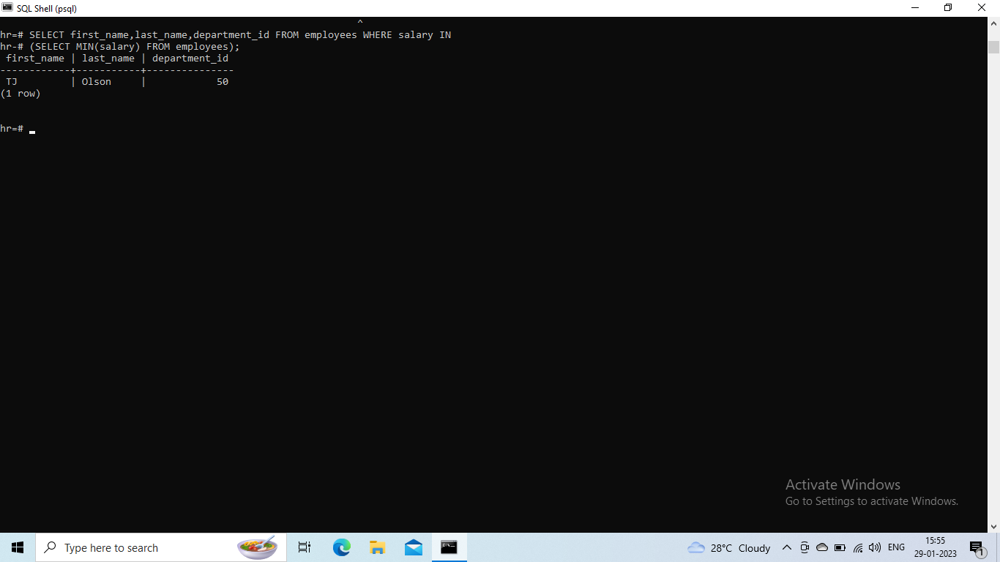 SQL Shell (psql)
^
hr=# SELECT first_name,last_name,department_id FROM employees WHERE salary IN
hr-# (SELECT MIN(salary) FROM employees);
 first_name | last_name | department_id
------------+-----------+---------------
 TJ         | Olson     |            50
(1 row)
hr=#
Activate Windows
Go to Settings to activate Windows.
Type here to search
28°C Cloudy
ENG
15:55
29-01-2023
1